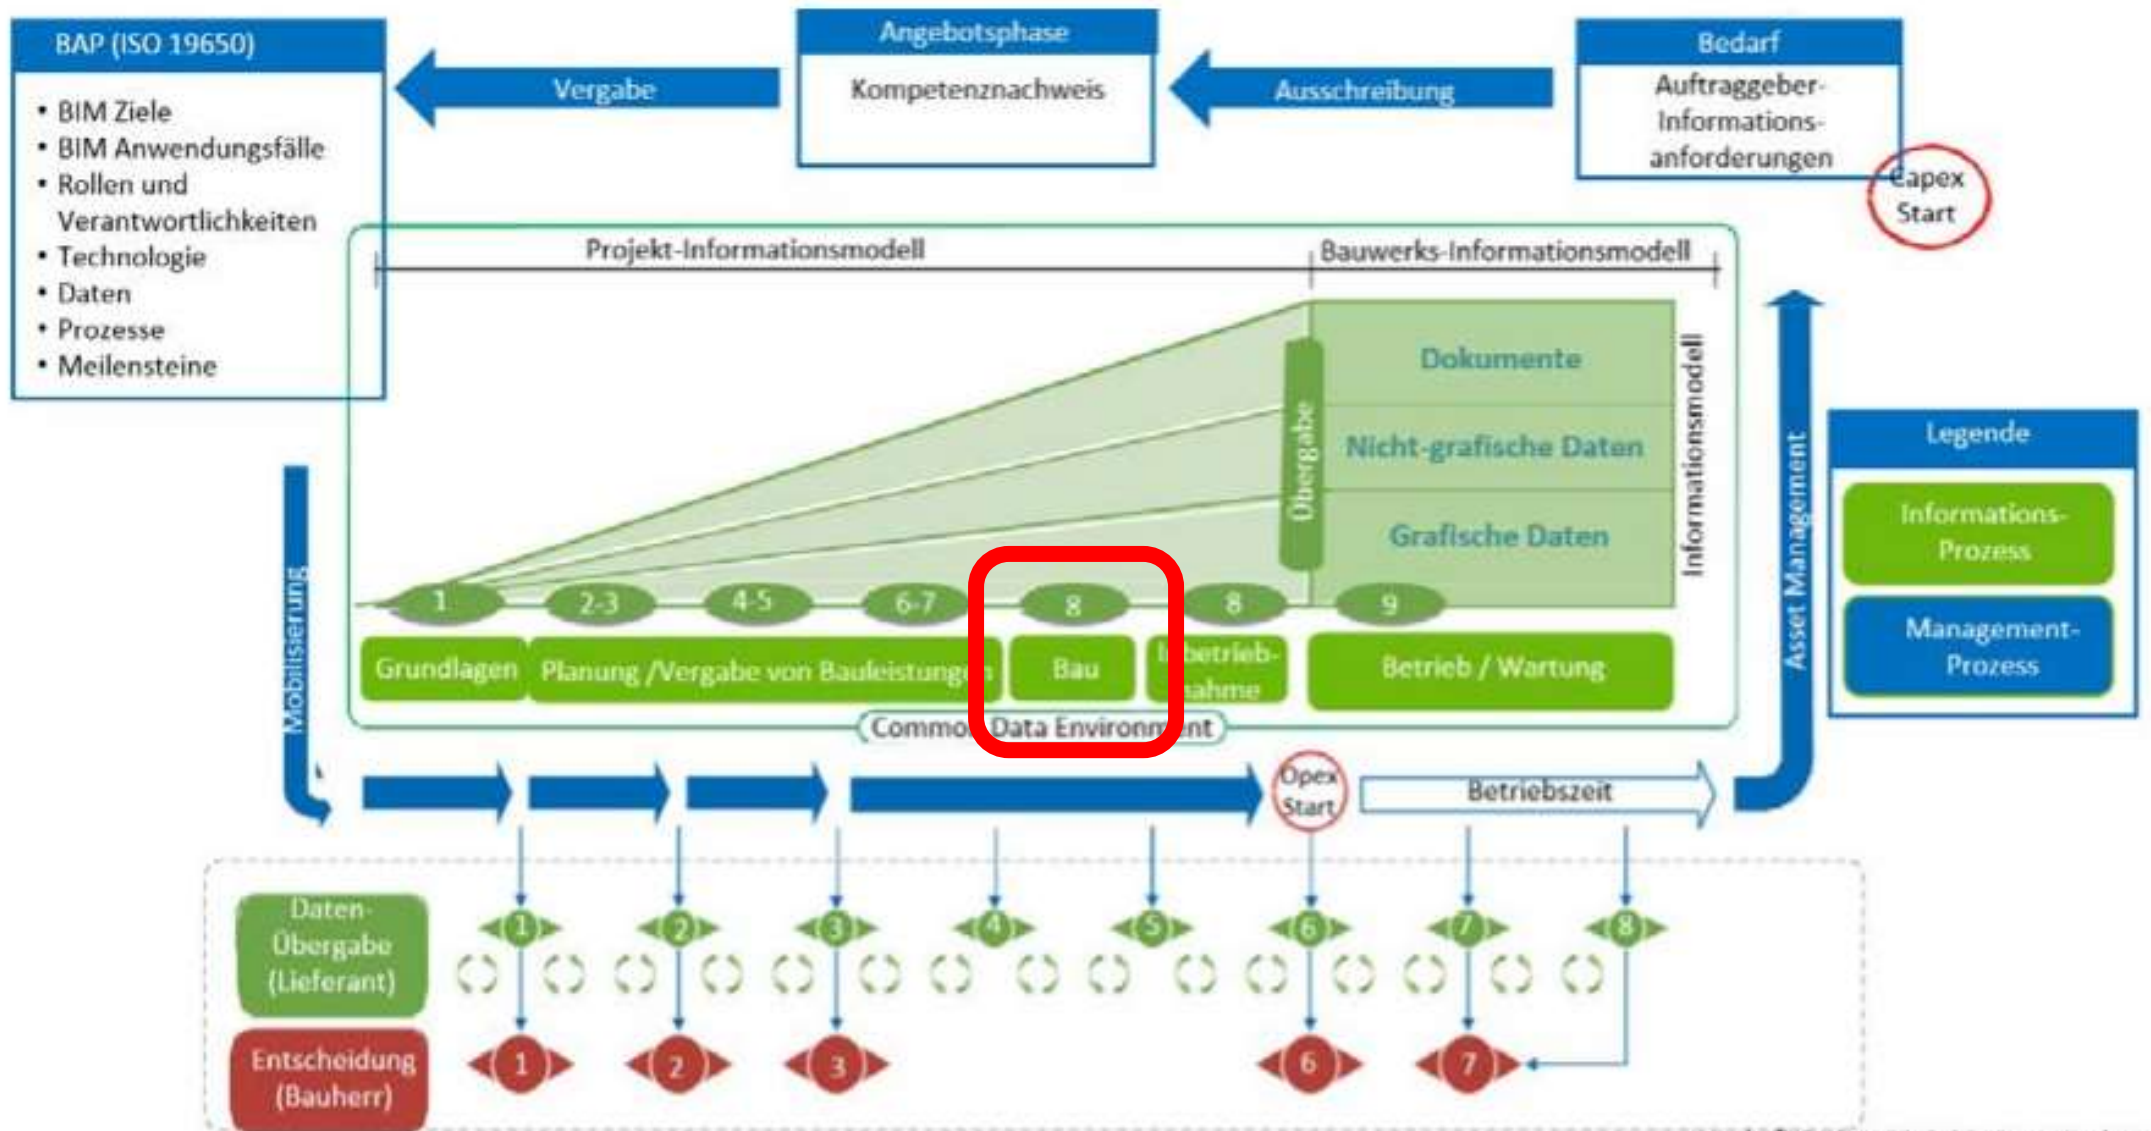 BAP (ISO 19650)
• BIM Ziele
• BIM Anwendungsfälle
• Rollen und
Verantwortlichkeiten
• Technologie
• Daten
• Prozesse
• Meilensteine
Vergabe
Angebotsphase
Kompetenznachweis
Ausschreibung
Bedarf
Auftraggeber-
Informations-
anforderungen
Capex
Start
Projekt-Informationsmodell
Bauwerks-Informationsmodell
Dokumente
Nicht-grafische Daten
Grafische Daten
Übergabe
Informationsmodell
1
2-3
4-5
6-7
8
8
9
Grundlagen
Planung /Vergabe von Bauleistungen
Bau
Inbetrieb-
nahme
Betrieb / Wartung
Common Data Environment
Mobilisierung
Asset Management
Legende
Informations-
Prozess
Management-
Prozess
Opex
Start
Betriebszeit
Daten-
Übergabe
(Lieferant)
1
2
3
4
5
6
7
8
Entscheidung
(Bauherr)
1
2
3
6
7